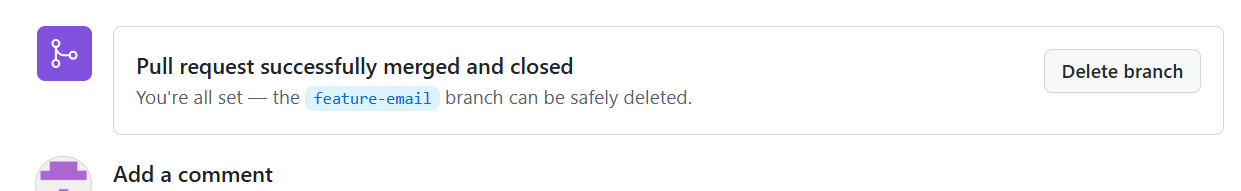 Pull request successfully merged and closed
Delete branch
You're all set — the feature-email branch can be safely deleted.
Add a comment